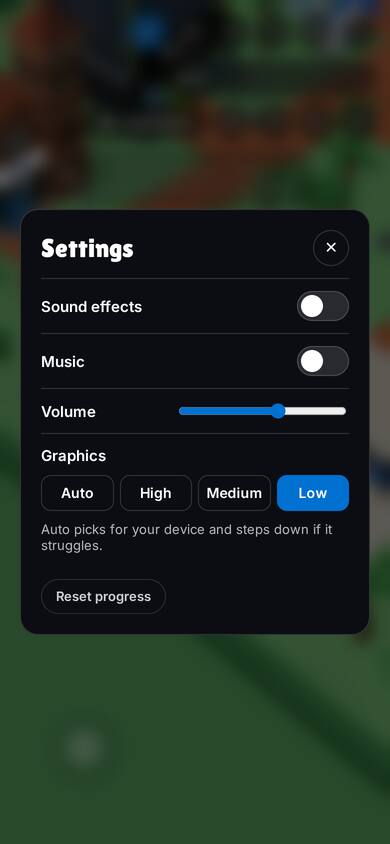 Settings
Sound effects
Music
Volume
Graphics
Auto
High
Medium
Low
Auto picks for your device and steps down if it
struggles.
Reset progress